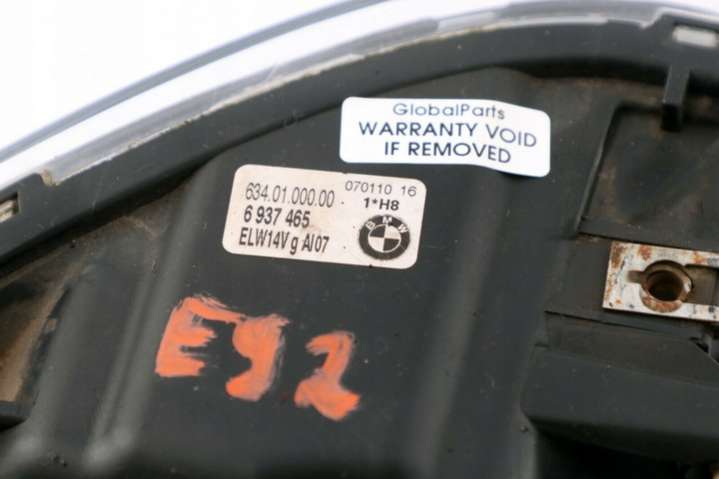 GlobalParts
WARRANTY VOID
IF REMOVED
634.01.000.00
070110 16
1*H8
6 937 465
ELW14V g AI07
BMW
E92